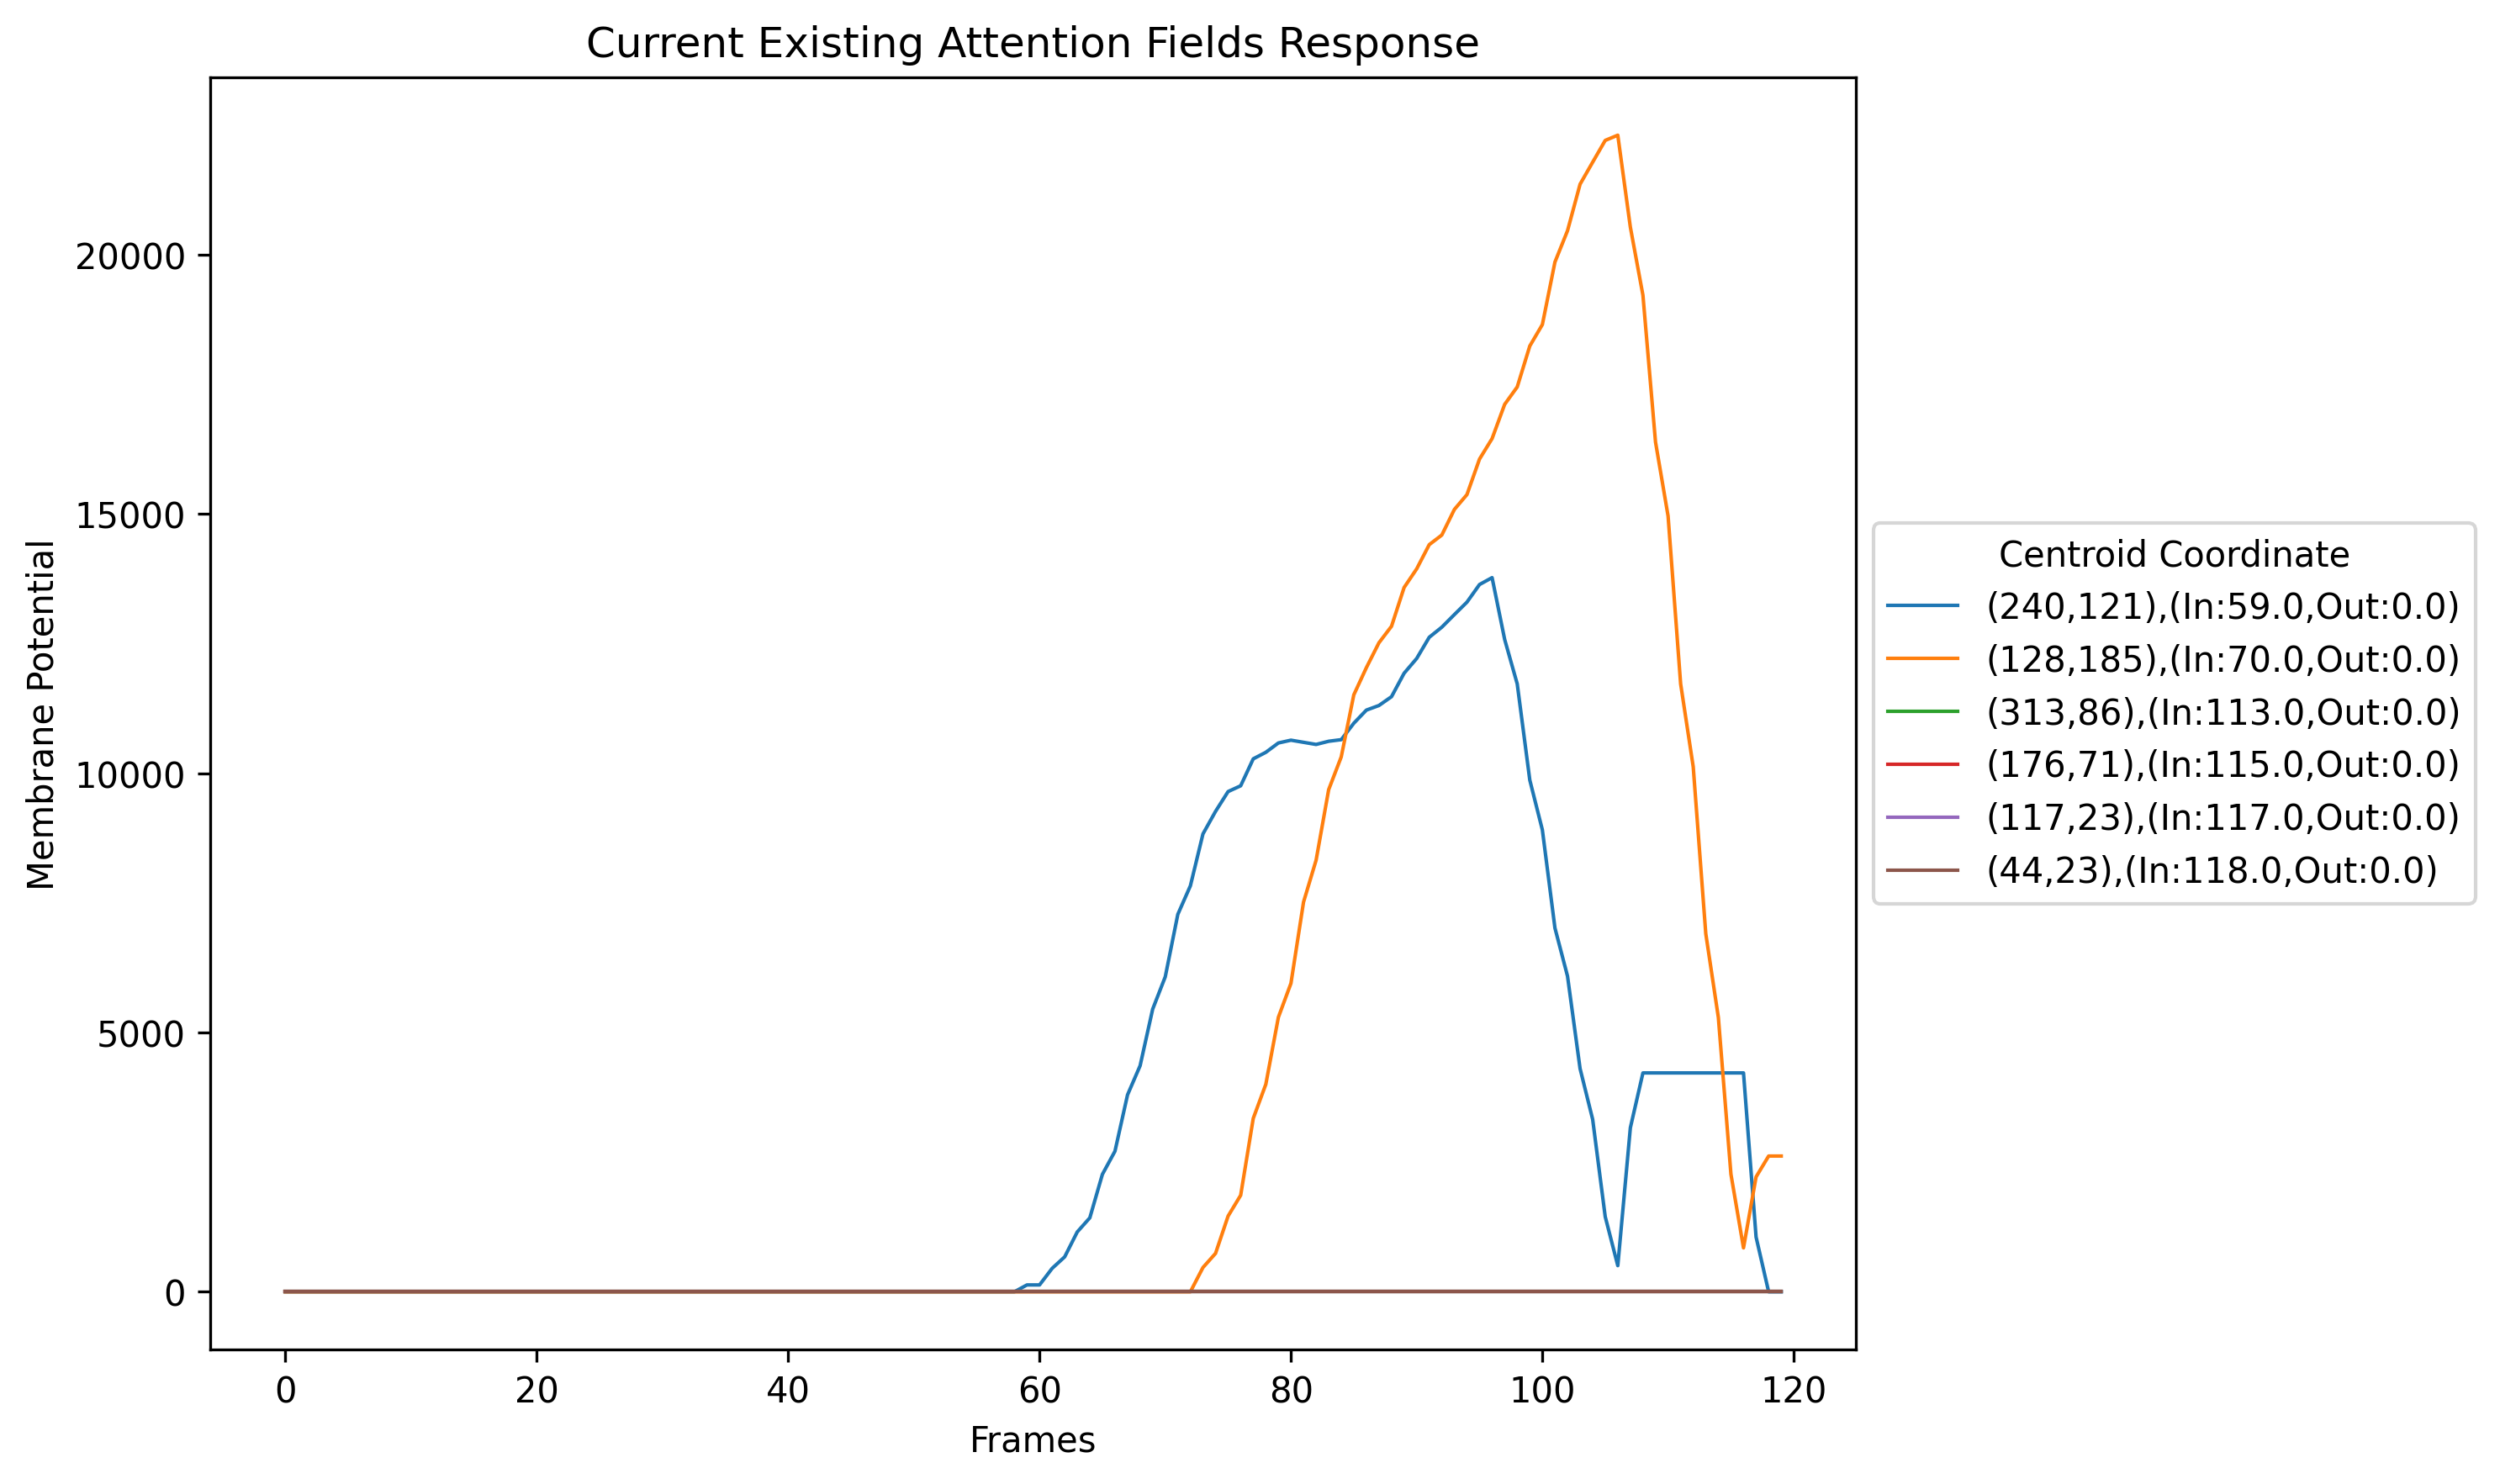 Current Existing Attention Fields Response
Membrane Potential
20000
15000
10000
5000
0
0 20 40 60 80 100 120
Frames
Centroid Coordinate
(240,121),(In:59.0,Out:0.0)
(128,185),(In:70.0,Out:0.0)
(313,86),(In:113.0,Out:0.0)
(176,71),(In:115.0,Out:0.0)
(117,23),(In:117.0,Out:0.0)
(44,23),(In:118.0,Out:0.0)